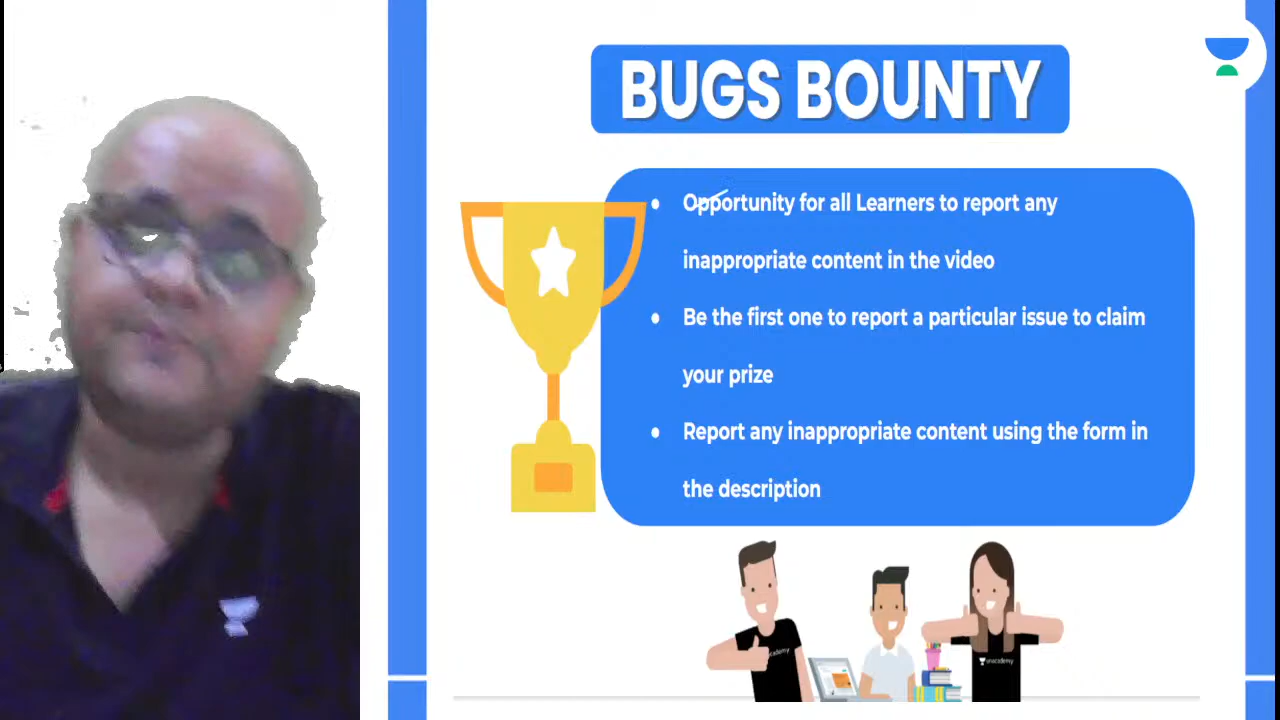 BUGS BOUNTY
• Opportunity for all Learners to report any
inappropriate content in the video
• Be the first one to report a particular issue to claim
your prize
• Report any inappropriate content using the form in
the description
unacademy